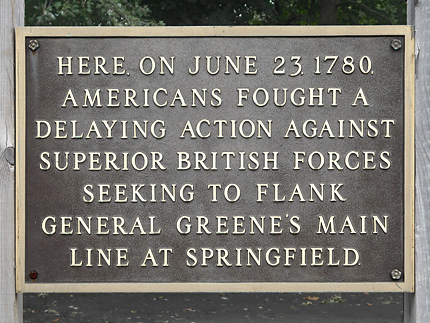 HERE, ON JUNE 23, 1780,
AMERICANS FOUGHT A
DELAYING ACTION AGAINST
SUPERIOR BRITISH FORCES
SEEKING TO FLANK
GENERAL GREENE'S MAIN
LINE AT SPRINGFIELD.